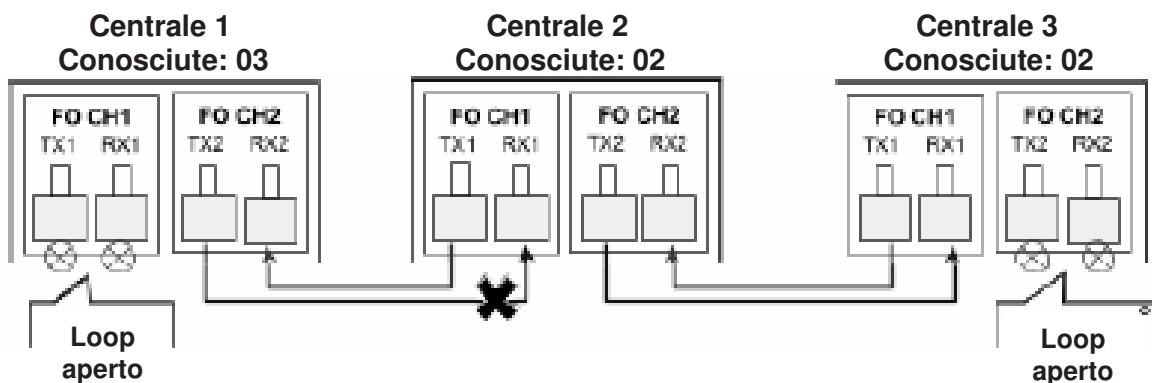 Centrale 1
Conosciute: 03
Centrale 2
Conosciute: 02
Centrale 3
Conosciute: 02
FO CH1
FO CH2
TX1 RX1
TX2 RX2
FO CH1
FO CH2
TX1 RX1
TX2 RX2
FO CH1
FO CH2
TX1 RX1
TX2 RX2
Loop
aperto
Loop
aperto